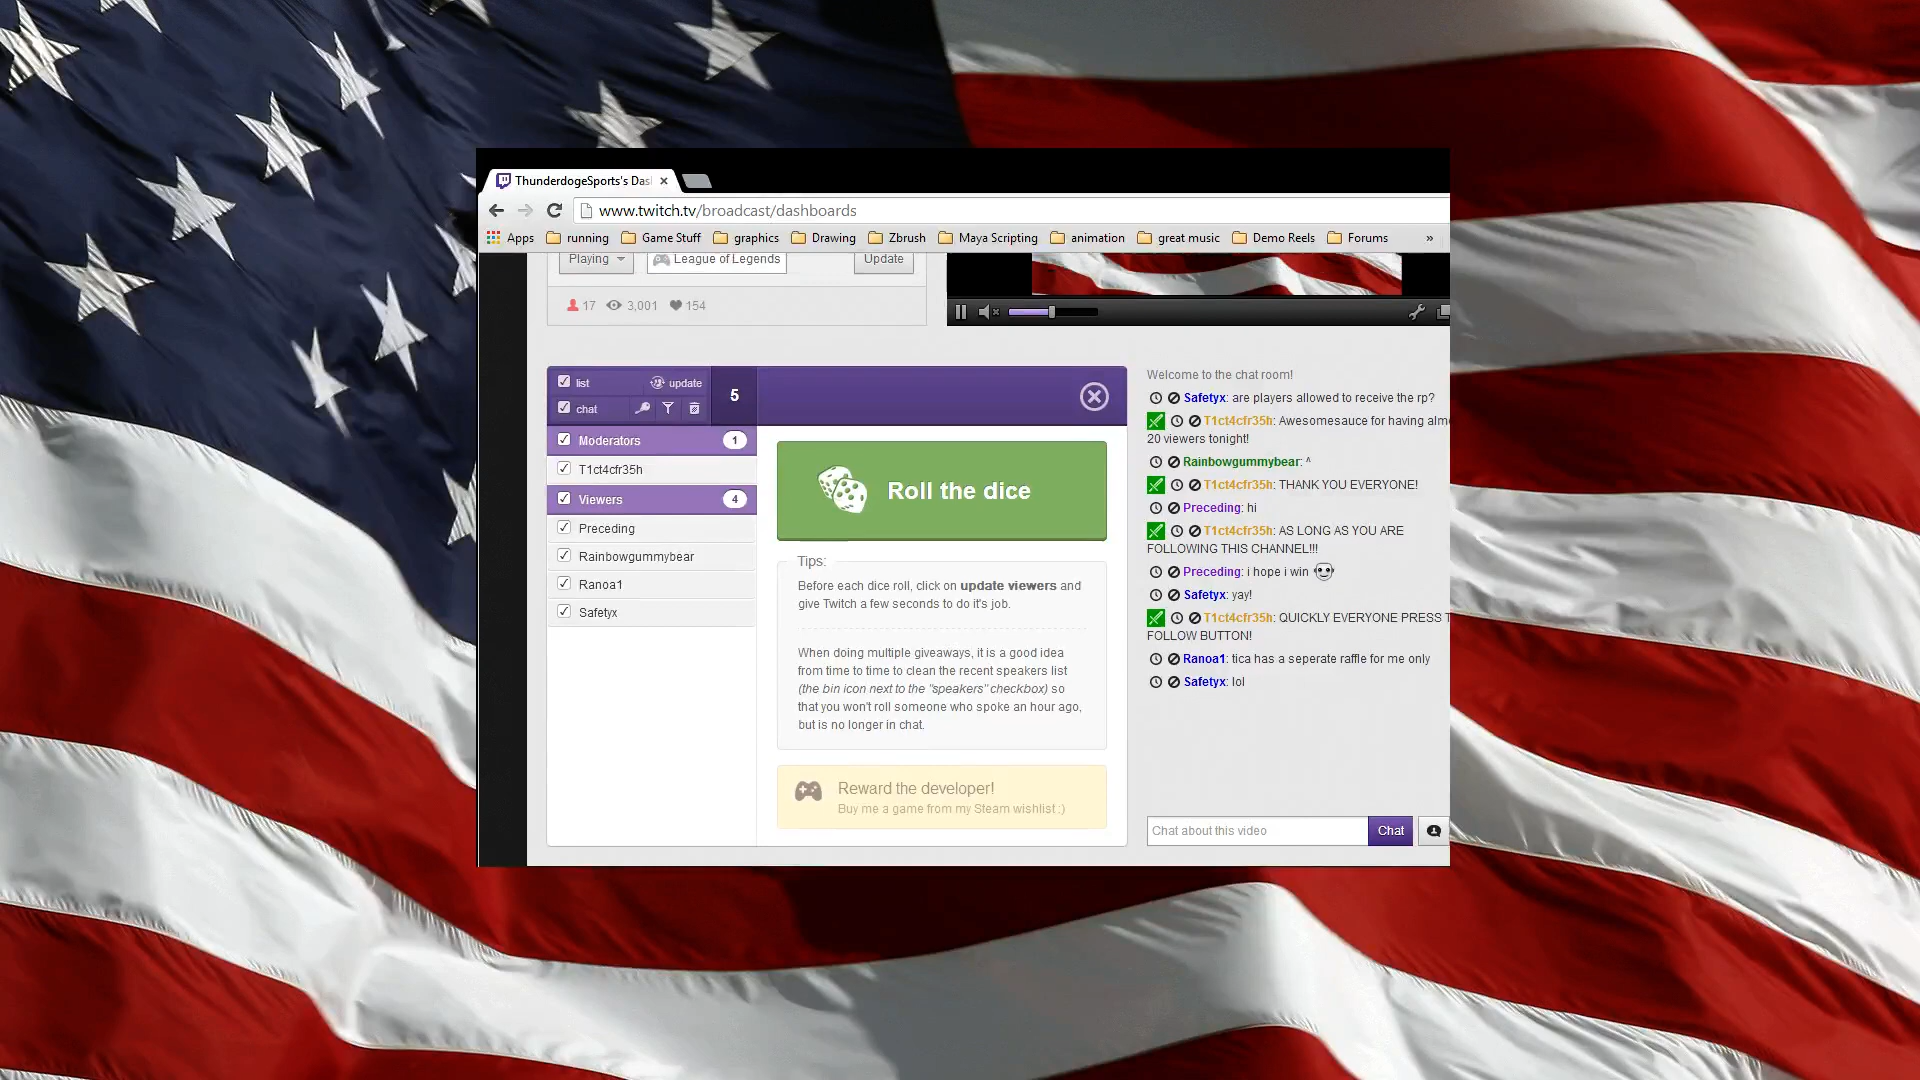 ThunderdogeSports's Das
www.twitch.tv/broadcast/dashboards
Apps running Game Stuff graphics Drawing Zbrush Maya Scripting animation great music Demo Reels Forums »
Playing League of Legends Update
17 3,001 154
list update
chat
5
Moderators 1
T1ct4cfr35h
Viewers 4
Preceding
Rainbowgummybear
Ranoa1
Safetyx
Roll the dice
Tips:
Before each dice roll, click on update viewers and
give Twitch a few seconds to do it's job.
When doing multiple giveaways, it is a good idea
from time to time to clean the recent speakers list
(the bin icon next to the "speakers" checkbox) so
that you won't roll someone who spoke an hour ago,
but is no longer in chat.
Reward the developer!
Buy me a game from my Steam wishlist :)
Welcome to the chat room!
Safetyx: are players allowed to receive the rp?
T1ct4cfr35h: Awesomesauce for having almo
20 viewers tonight!
Rainbowgummybear: ^
T1ct4cfr35h: THANK YOU EVERYONE!
Preceding: hi
T1ct4cfr35h: AS LONG AS YOU ARE
FOLLOWING THIS CHANNEL!!!
Preceding: i hope i win
Safetyx: yay!
T1ct4cfr35h: QUICKLY EVERYONE PRESS T
FOLLOW BUTTON!
Ranoa1: tica has a seperate raffle for me only
Safetyx: lol
Chat about this video Chat